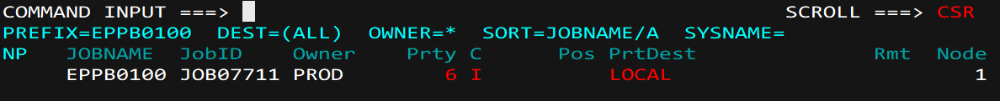 COMMAND INPUT ===> SCROLL ===> CSR
PREFIX=EPPB0100 DEST=(ALL) OWNER=* SORT=JOBNAME/A SYSNAME=
NP JOBNAME JobID Owner Prty C Pos PrtDest Rmt Node
EPPB0100 JOB07711 PROD 6 I LOCAL 1